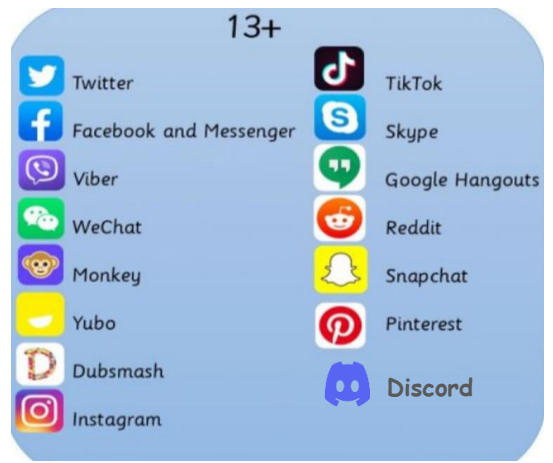 13+
Twitter
Facebook and Messenger
Viber
WeChat
Monkey
Yubo
Dubsmash
Instagram
TikTok
Skype
Google Hangouts
Reddit
Snapchat
Pinterest
Discord